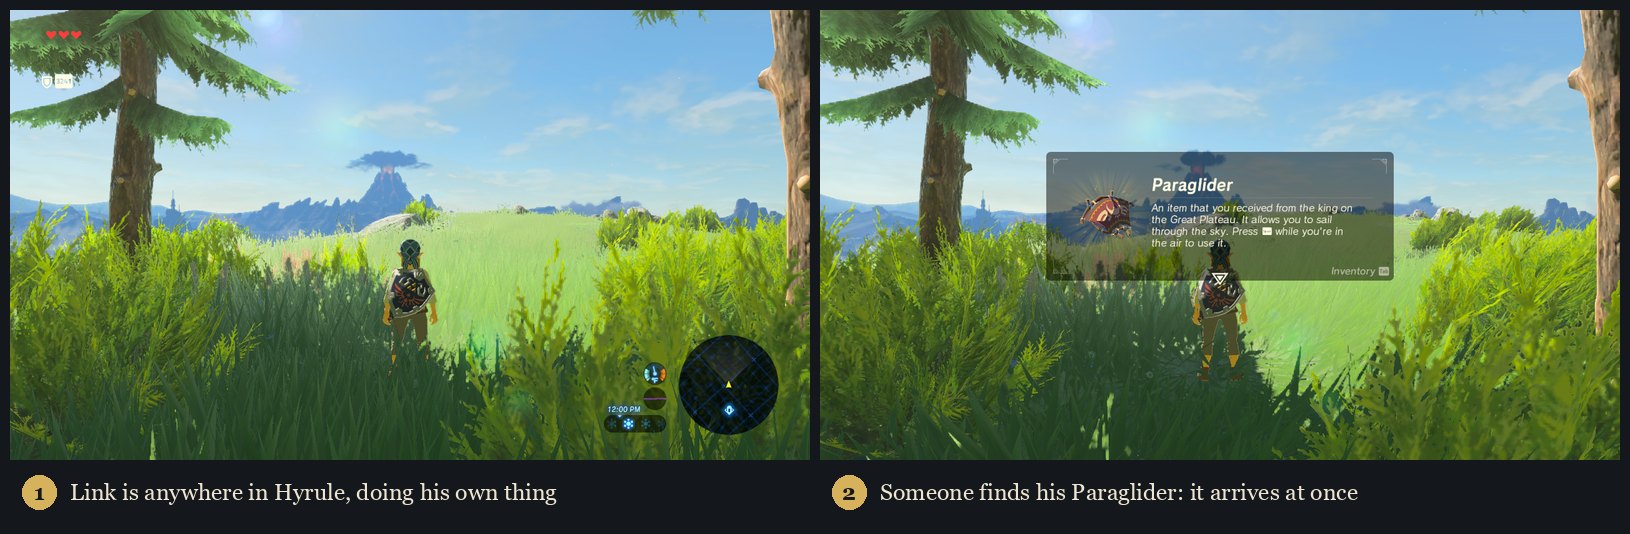 324?
12:00 PM
Paraglider
An item that you received from the king on
the Great Plateau. It allows you to sail
through the sky. Press while you're in
the air to use it.
Inventory Tab
1 Link is anywhere in Hyrule, doing his own thing
2 Someone finds his Paraglider: it arrives at once